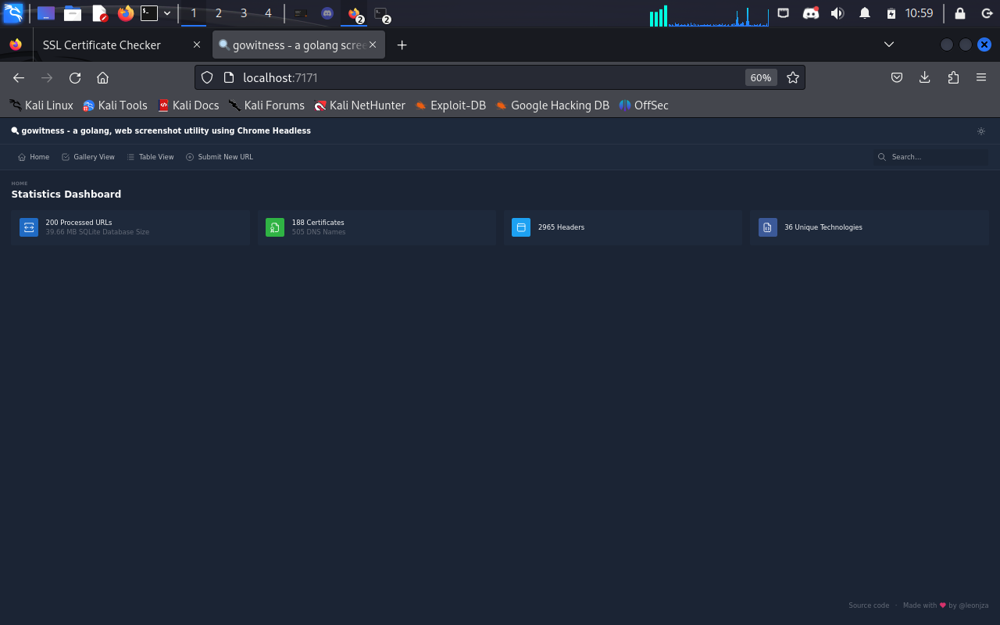 1 2 3 4 2 2 10:59
SSL Certificate Checker
gowitness - a golang scree
localhost:7171
60%
Kali Linux Kali Tools Kali Docs Kali Forums Kali NetHunter Exploit-DB Google Hacking DB OffSec
gowitness - a golang, web screenshot utility using Chrome Headless
Home Gallery View Table View Submit New URL Search...
HOME
Statistics Dashboard
200 Processed URLs
39.66 MB SQLite Database Size
188 Certificates
505 DNS Names
2965 Headers
36 Unique Technologies
Source code · Made with ♥ by @leonjza